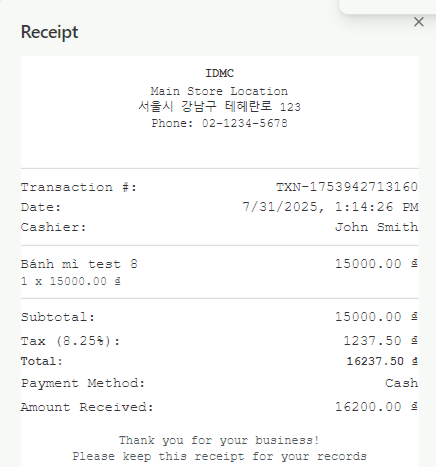 Receipt
IDMC
Main Store Location
서울시 강남구 테헤란로 123
Phone: 02-1234-5678
Transaction #: TXN-1753942713160
Date: 7/31/2025, 1:14:26 PM
Cashier: John Smith
Bánh mì test 8 15000.00 ₫
1 x 15000.00 ₫
Subtotal: 15000.00 ₫
Tax (8.25%): 1237.50 ₫
Total: 16237.50 ₫
Payment Method: Cash
Amount Received: 16200.00 ₫
Thank you for your business!
Please keep this receipt for your records